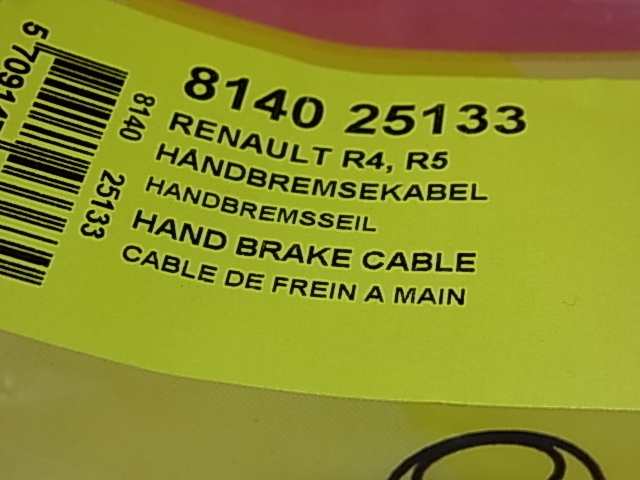 8140 25133
RENAULT R4, R5
HANDBREMSEKABEL
HANDBREMSSEIL
HAND BRAKE CABLE
CABLE DE FREIN A MAIN
8140 25133